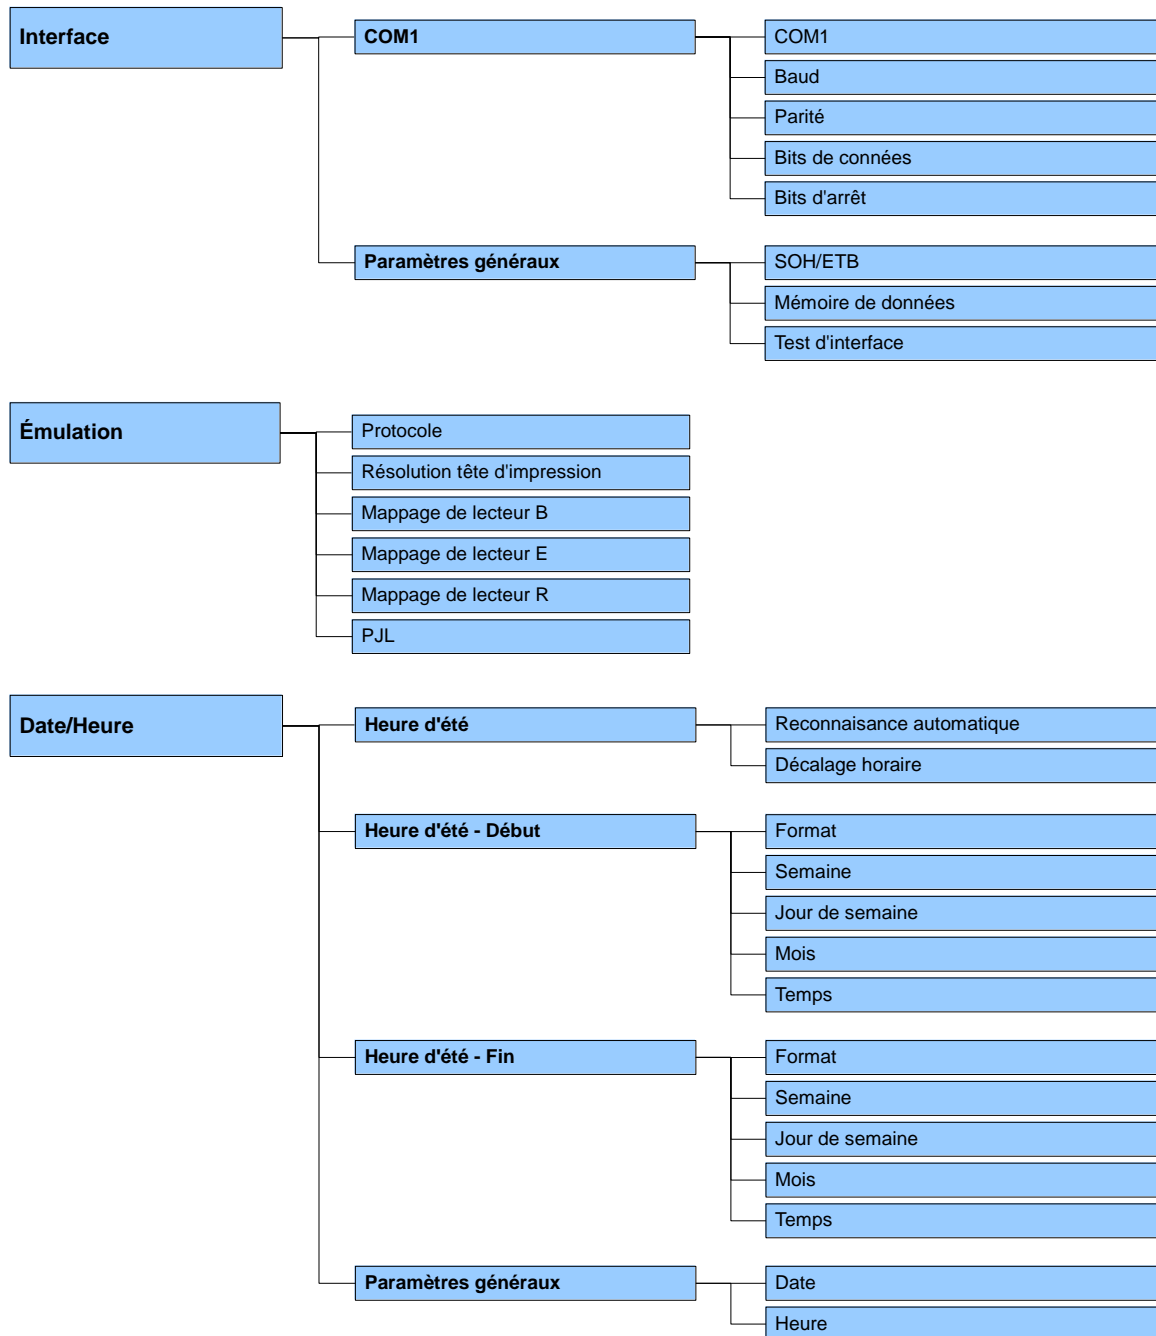 Interface
COM1
COM1
Baud
Parité
Bits de connées
Bits d'arrêt
Paramètres généraux
SOH/ETB
Mémoire de données
Test d'interface
Émulation
Protocole
Résolution tête d'impression
Mappage de lecteur B
Mappage de lecteur E
Mappage de lecteur R
PJL
Date/Heure
Heure d'été
Reconnaisance automatique
Décalage horaire
Heure d'été - Début
Format
Semaine
Jour de semaine
Mois
Temps
Heure d'été - Fin
Format
Semaine
Jour de semaine
Mois
Temps
Paramètres généraux
Date
Heure